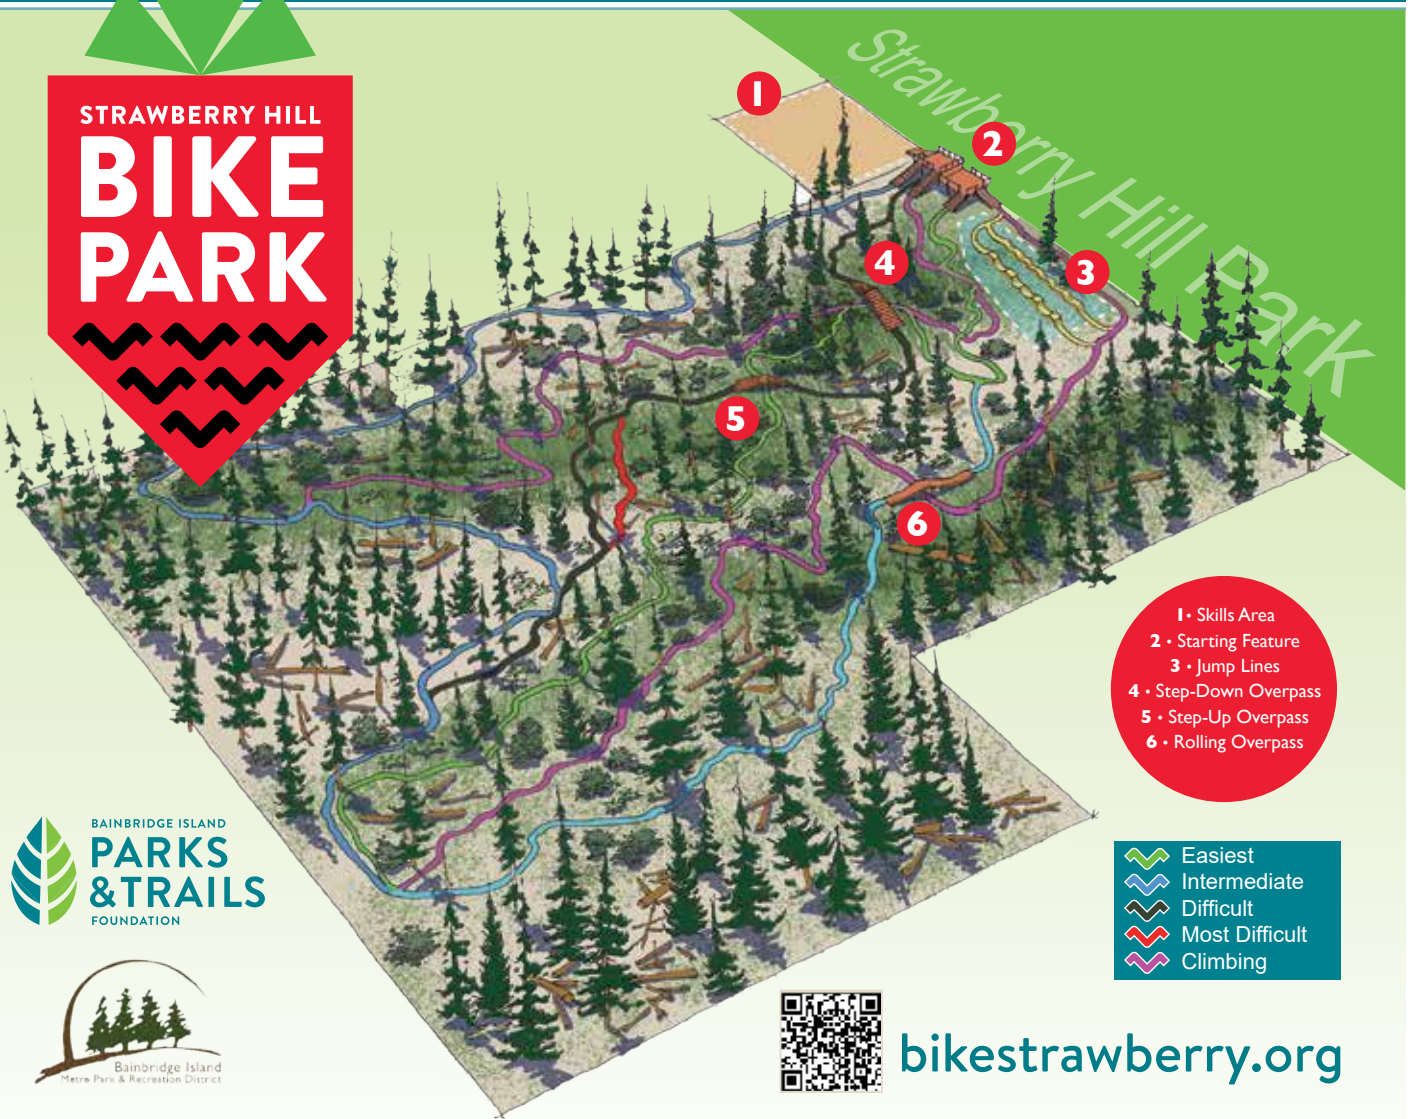 STRAWBERRY HILL
BIKE
PARK
Strawberry Hill Park
1
2
3
4
5
6
1 • Skills Area
2 • Starting Feature
3 • Jump Lines
4 • Step-Down Overpass
5 • Step-Up Overpass
6 • Rolling Overpass
BAINBRIDGE ISLAND
PARKS
&TRAILS
FOUNDATION
Easiest
Intermediate
Difficult
Most Difficult
Climbing
Bainbridge Island
Metro Park & Recreation District
bikestrawberry.org